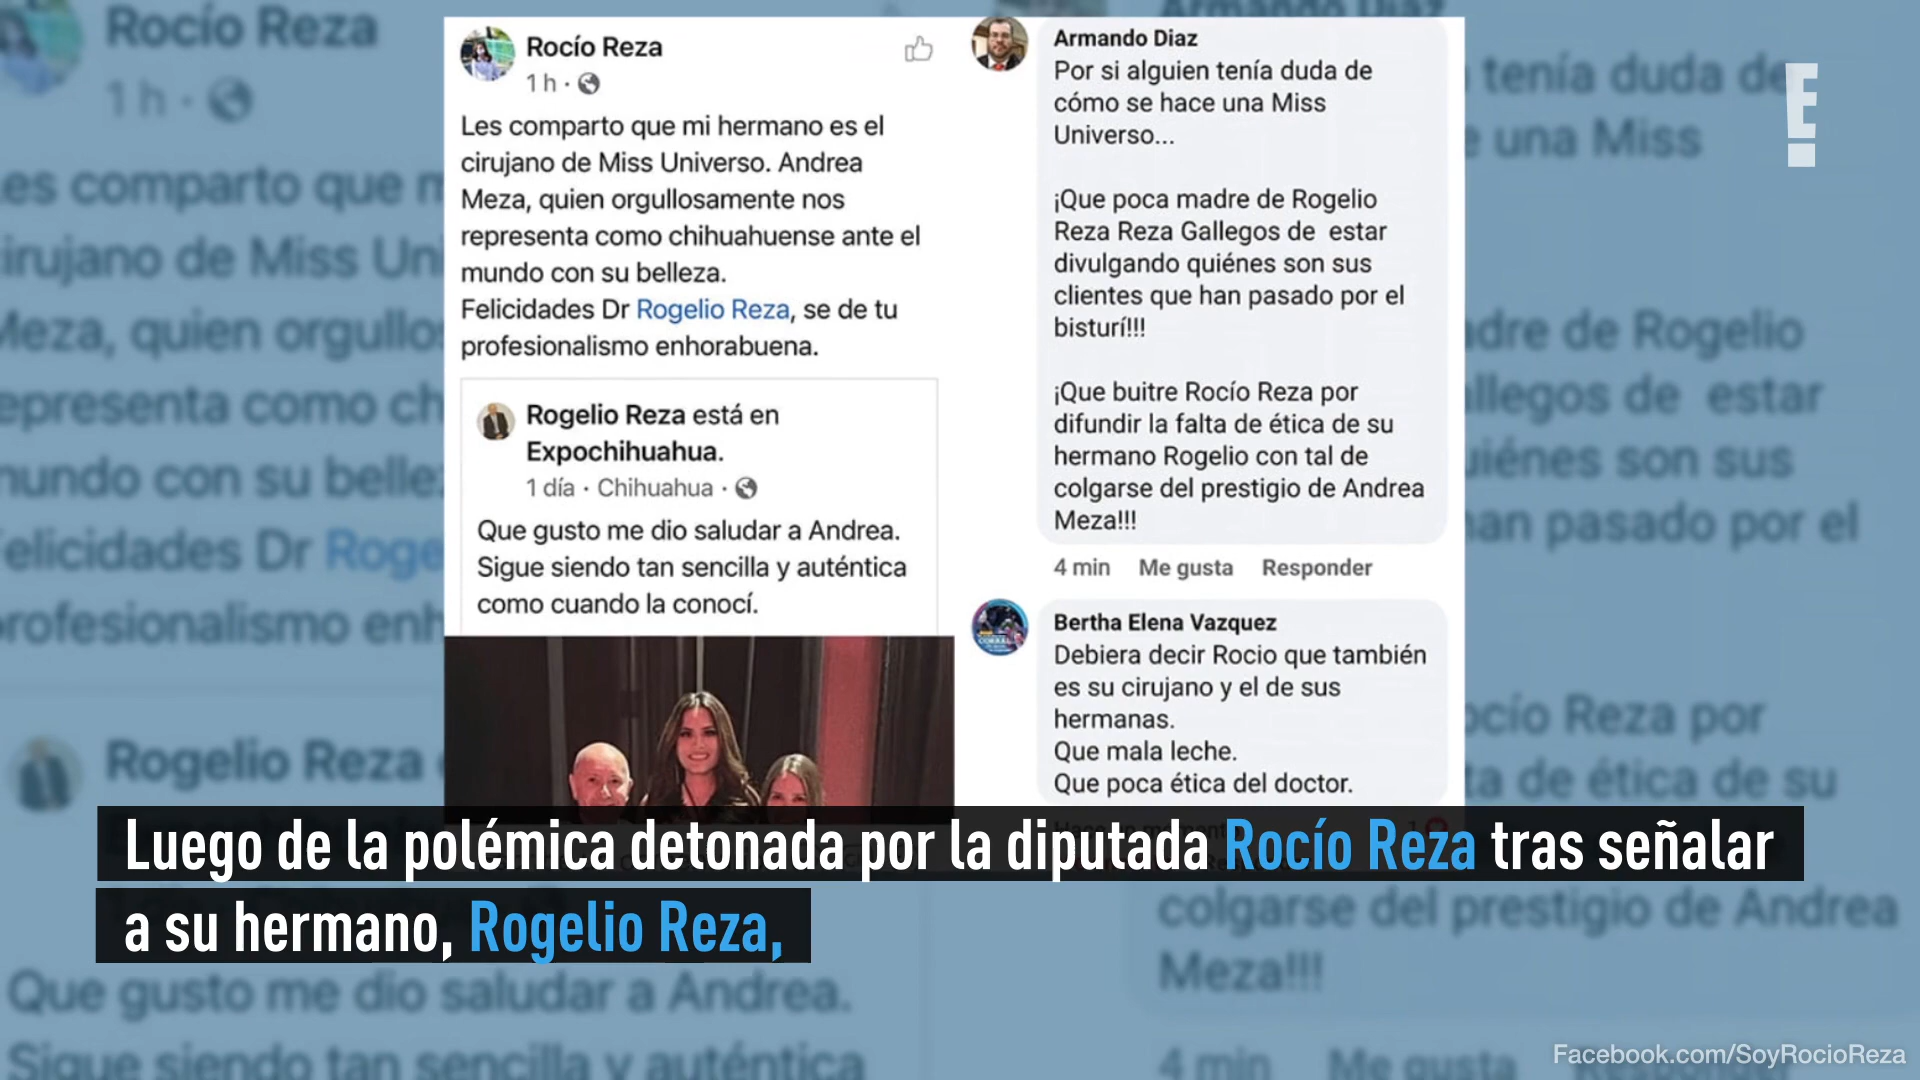 Rocío Reza
1 h ·
Les comparto que mi hermano es el
cirujano de Miss Universo. Andrea
Meza, quien orgullosamente nos
representa como chihuahuense ante el
mundo con su belleza.
Felicidades Dr Rogelio Reza, se de tu
profesionalismo enhorabuena.
Rogelio Reza está en
Expochihuahua.
1 día · Chihuahua ·
Que gusto me dio saludar a Andrea.
Sigue siendo tan sencilla y auténtica
como cuando la conocí.
Armando Diaz
Por si alguien tenía duda de
cómo se hace una Miss
Universo...
¡Que poca madre de Rogelio
Reza Reza Gallegos de estar
divulgando quiénes son sus
clientes que han pasado por el
bisturí!!!
¡Que buitre Rocío Reza por
difundir la falta de ética de su
hermano Rogelio con tal de
colgarse del prestigio de Andrea
Meza!!!
4 min Me gusta Responder
Bertha Elena Vazquez
Debiera decir Rocio que también
es su cirujano y el de sus
hermanas.
Que mala leche.
Que poca ética del doctor.
E!
Luego de la polémica detonada por la diputada Rocío Reza tras señalar
a su hermano, Rogelio Reza,
Facebook.com/SoyRocioReza